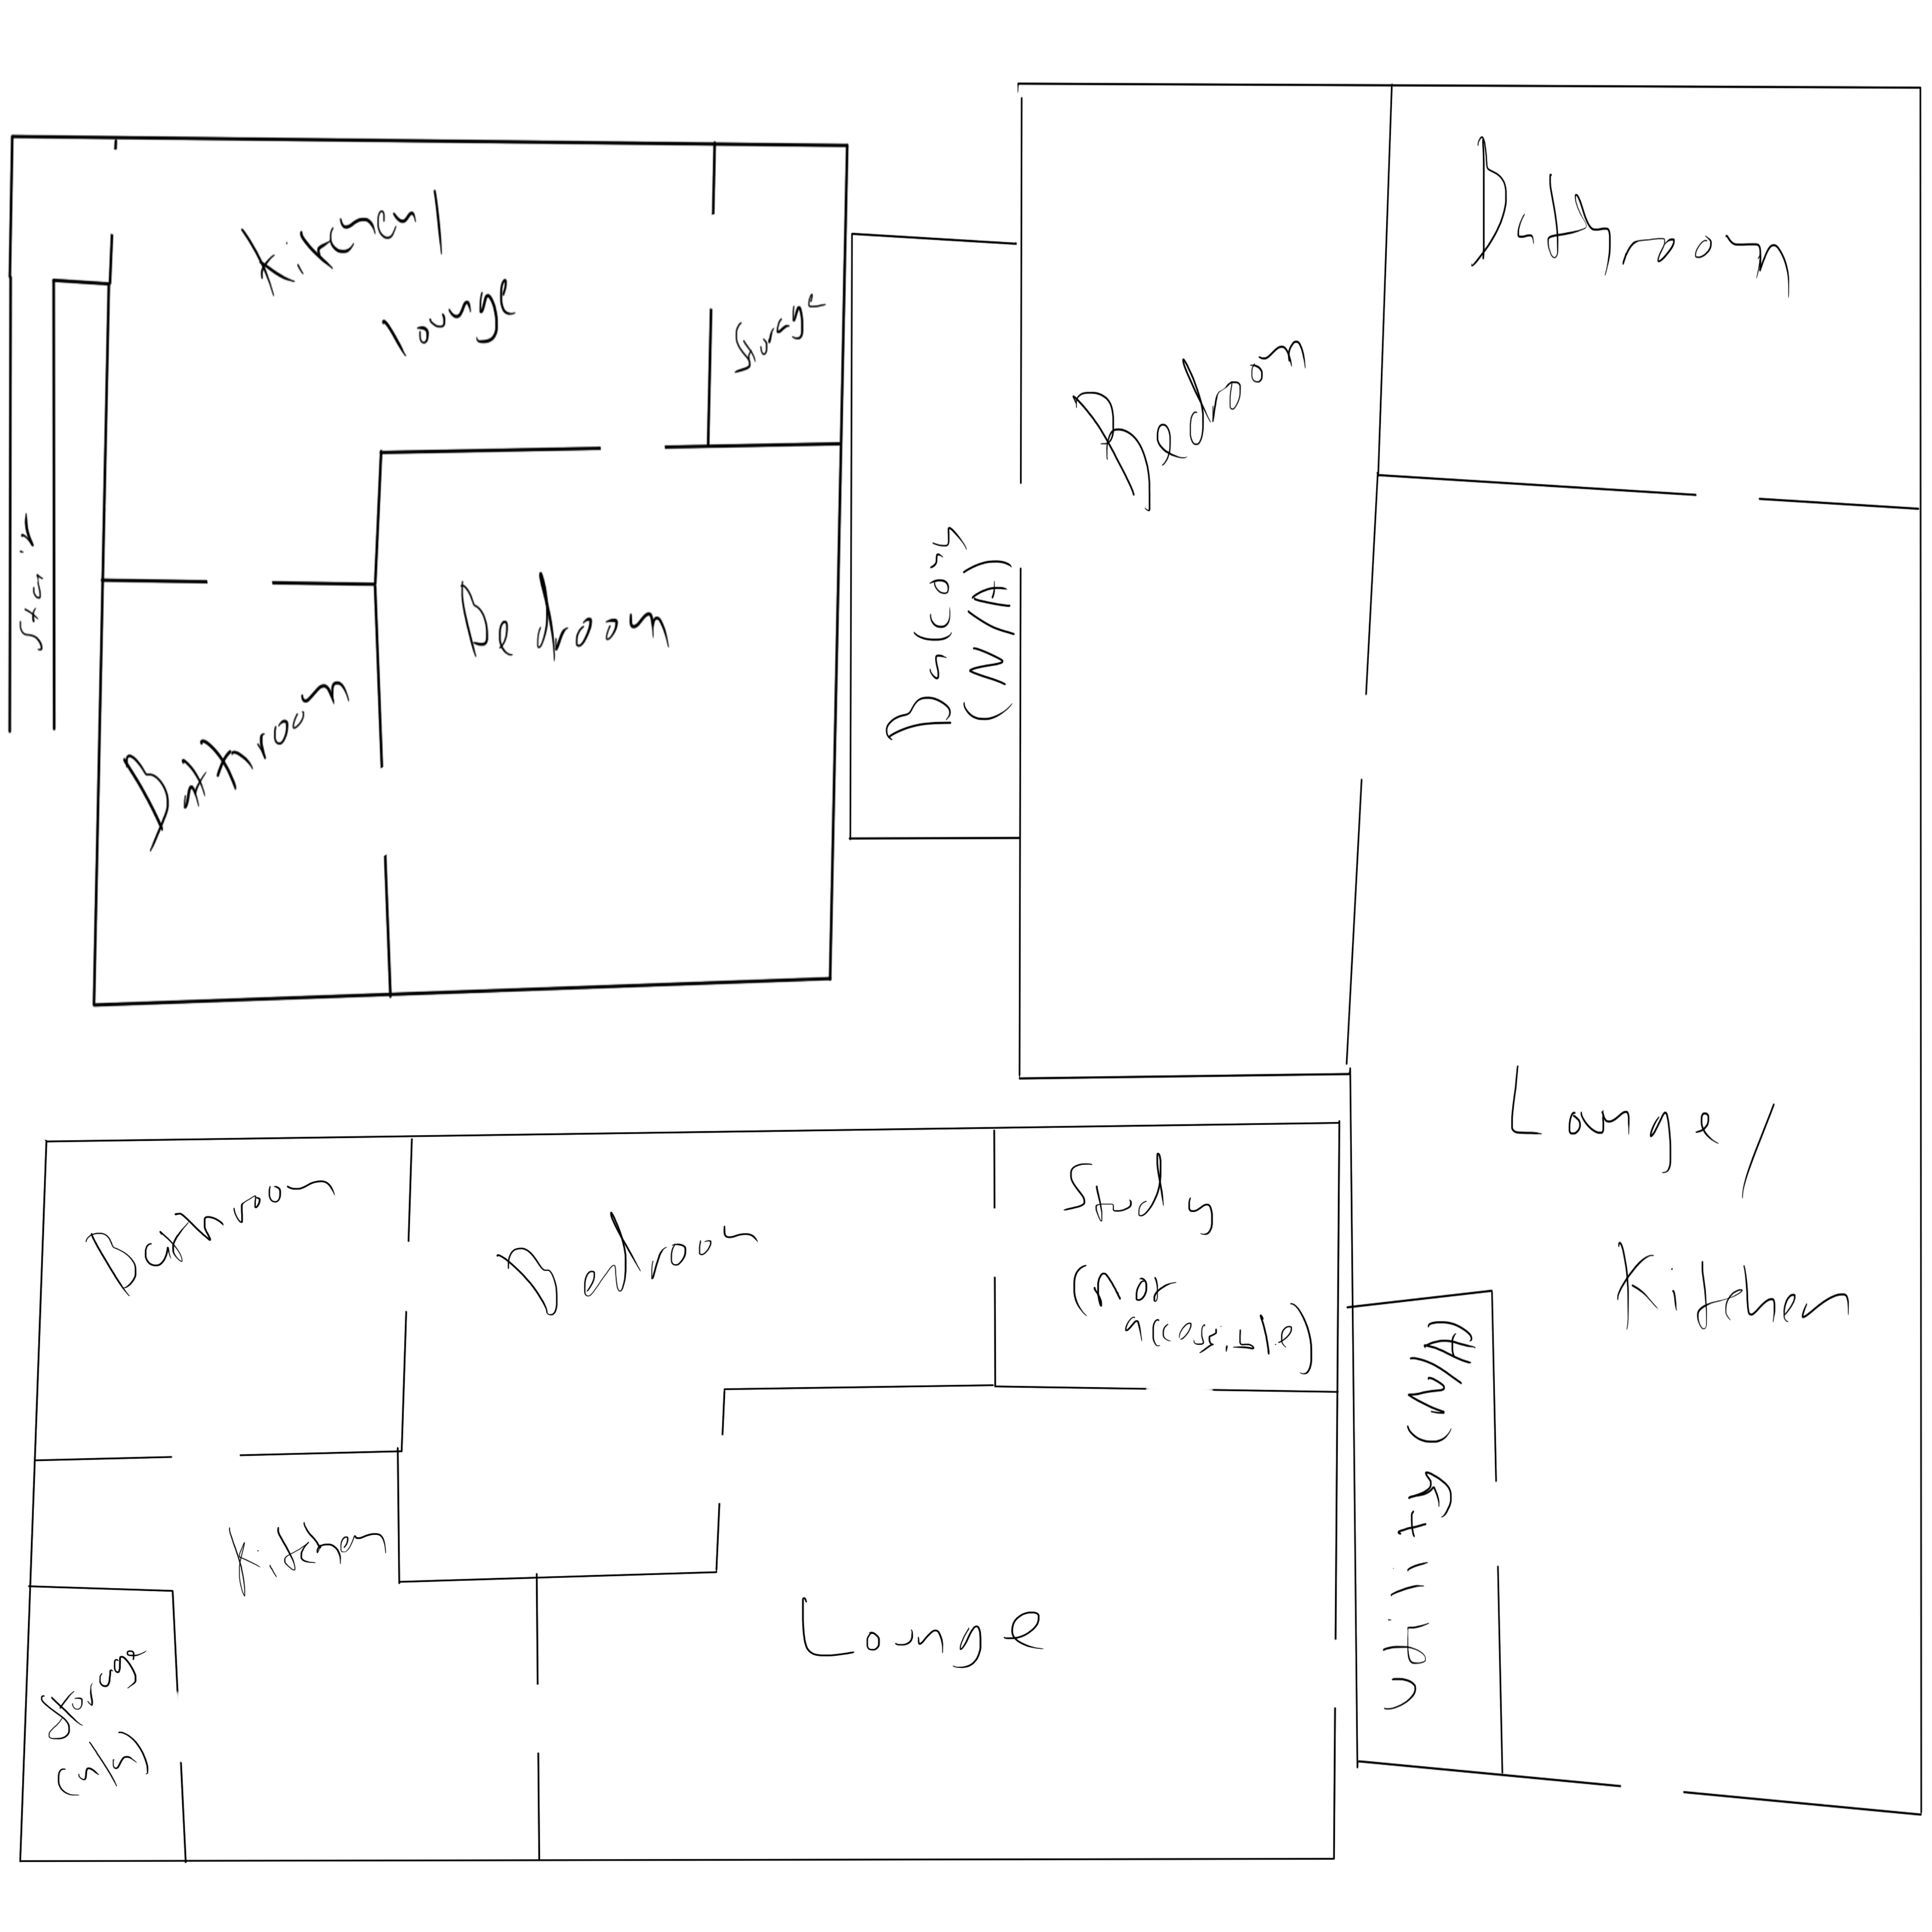 Kitchen/
lounge
Storage
Stair
Bedroom
Bathroom
Balcony
(N/A)
Bedroom
Bathroom
Lounge/
Kitchen
Utility (N/A)
Bathroom
Bedroom
Study
(not
accessible)
Kitchen
Storage
(n/a)
Lounge